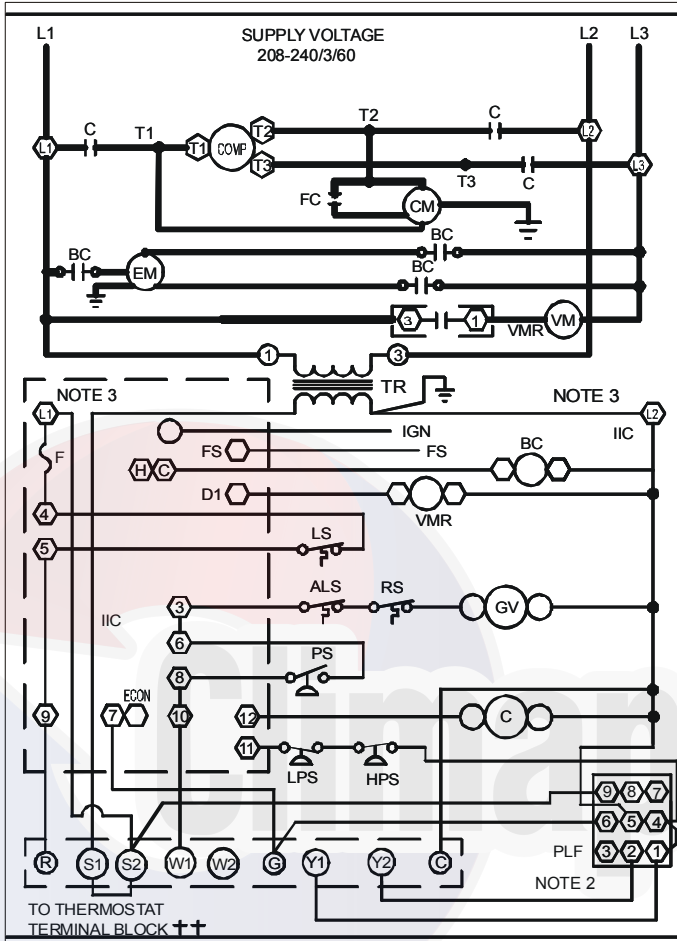 L1 SUPPLY VOLTAGE L2 L3
208-240/3/60
C T1 T2 C
L1 T1 COMP T2 L2
T3 T3 C L3
FC CM
BC BC
EM BC
3 1 VMR VM
1 3
TR
NOTE 3 NOTE 3
L1 L2
IGN IIC
F FS FS BC
H C
D1 VMR
4
5 LS
IIC 3 ALS RS GV
6
8 PS
ECON
9 7 10 12 C
11 LPS HPS
9 8 7
6 5 4
PLF 3 2 1
R S1 S2 W1 W2 G Y1 Y2 C
NOTE 2
TO THERMOSTAT
TERMINAL BLOCK ††
Climan